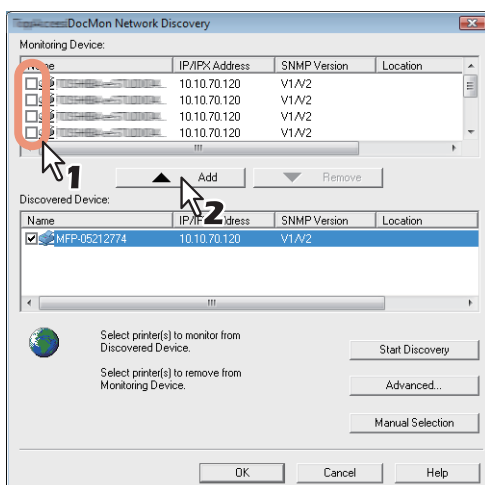 DocMon Network Discovery
Monitoring Device:
IP/IPX Address SNMP Version Location
10.10.70.120 V1/V2
10.10.70.120 V1/V2
10.10.70.120 V1/V2
10.10.70.120 V1/V2
1
Add Remove
2
Discovered Device:
Name SNMP Version Location
MFP-05212774 10.10.70.120 V1/V2
Select printer(s) to monitor from
Discovered Device.
Start Discovery
Select printer(s) to remove from
Monitoring Device.
Advanced...
Manual Selection
OK Cancel Help